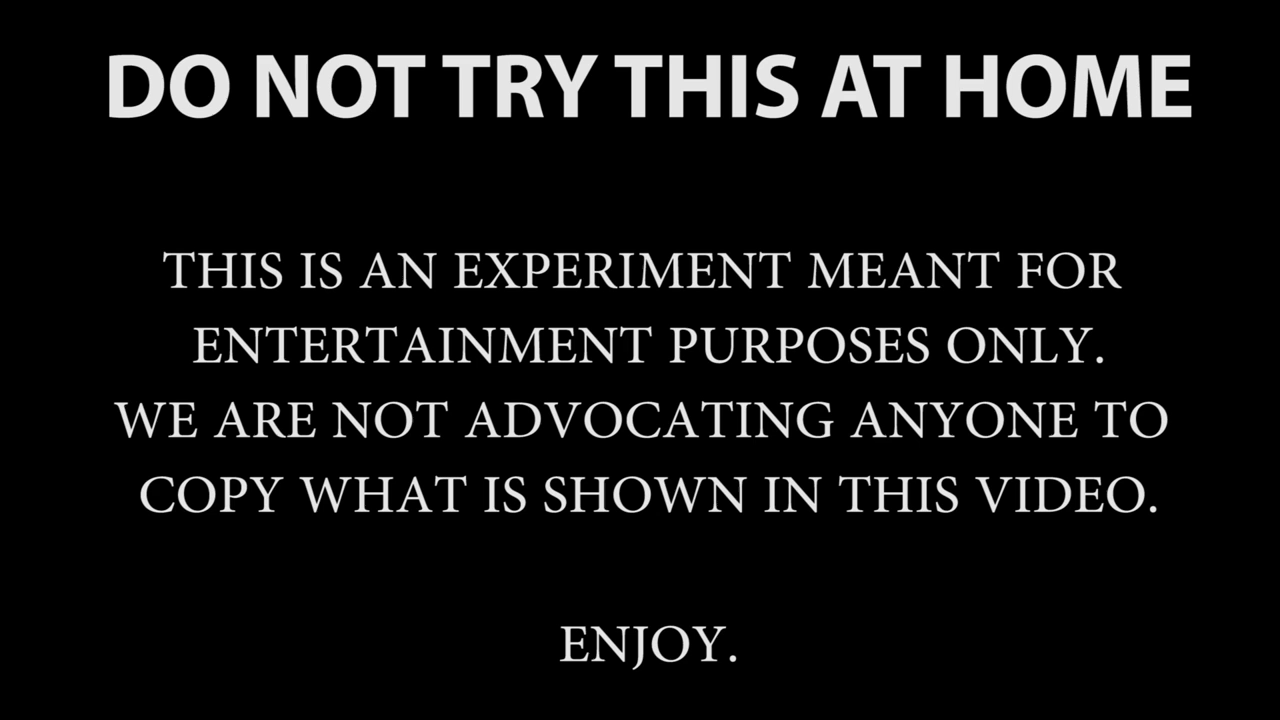 DO NOT TRY THIS AT HOME
THIS IS AN EXPERIMENT MEANT FOR
ENTERTAINMENT PURPOSES ONLY.
WE ARE NOT ADVOCATING ANYONE TO
COPY WHAT IS SHOWN IN THIS VIDEO.
ENJOY.